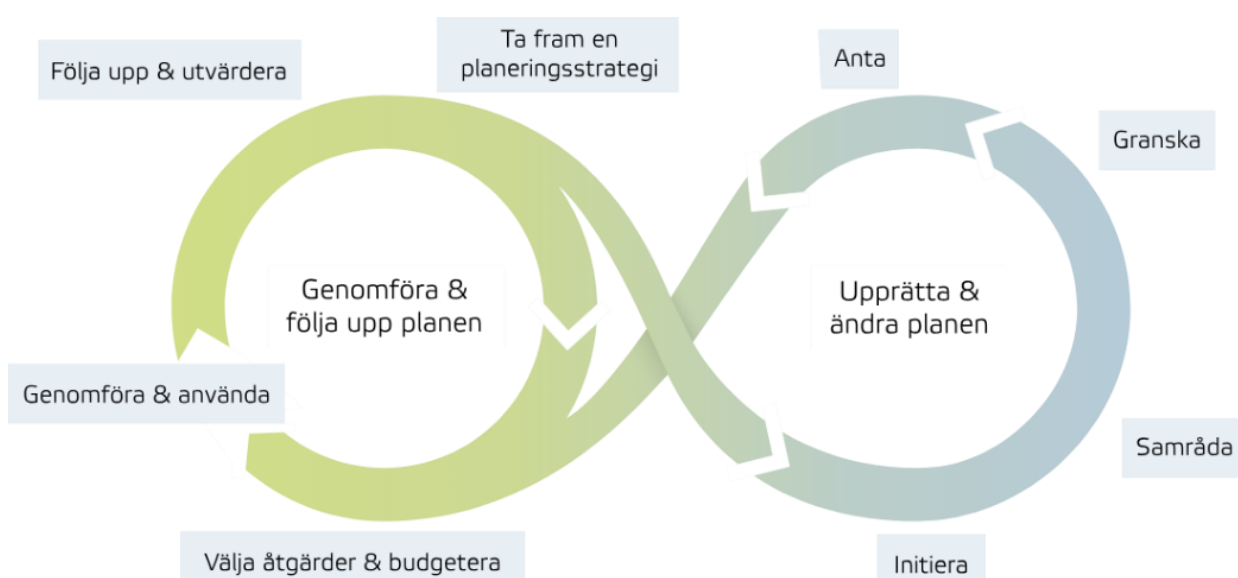 Ta fram en
planeringsstrategi
Anta
Följa upp & utvärdera
Granska
Genomföra &
följa upp planen
Upprätta &
ändra planen
Genomföra & använda
Samråda
Välja åtgärder & budgetera
Initiera